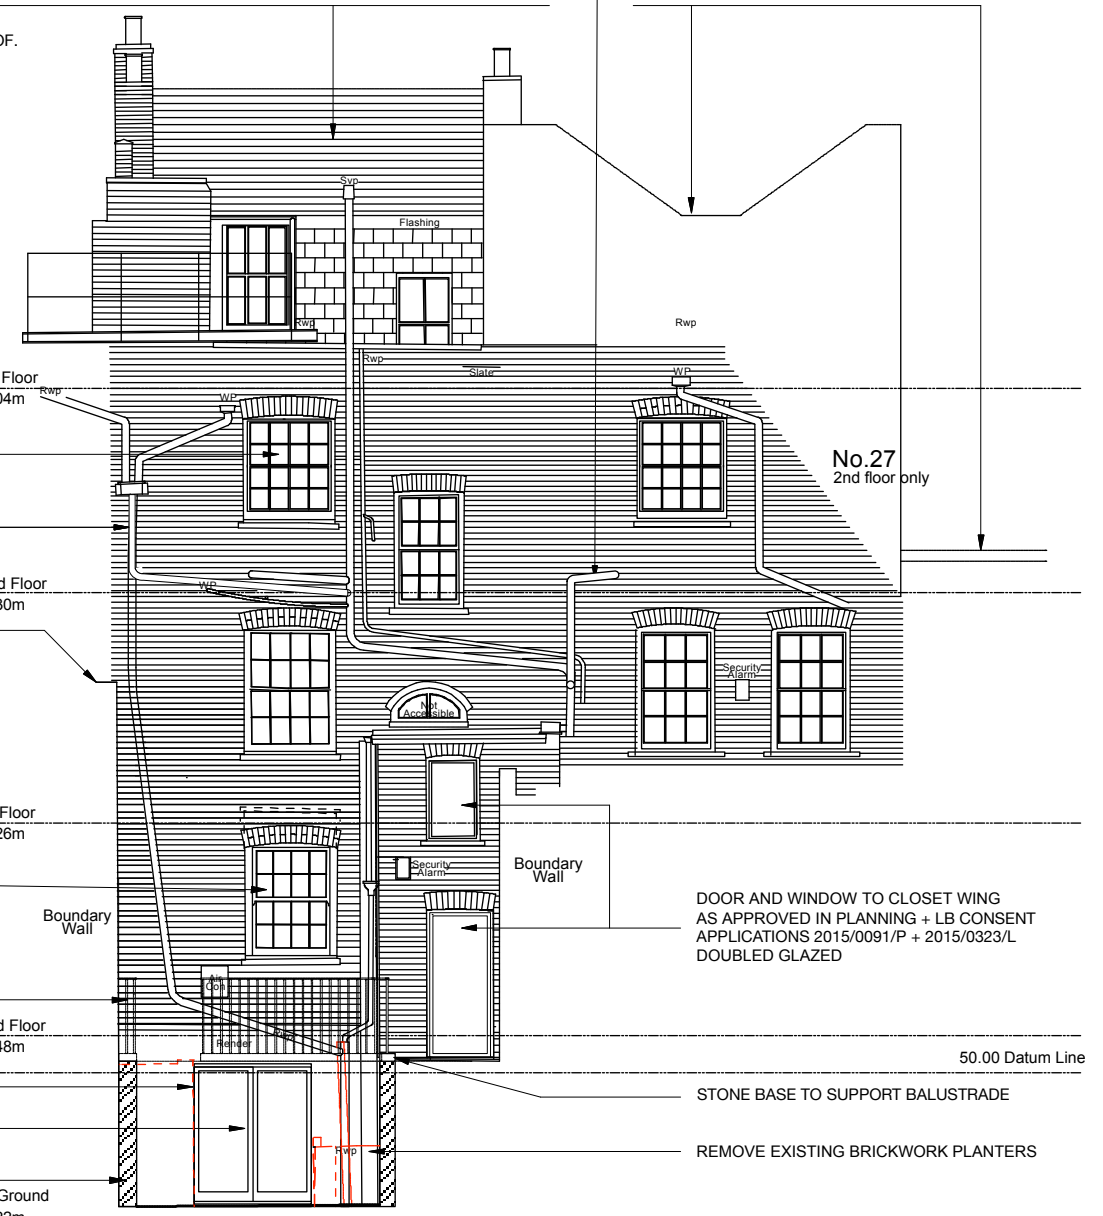 OF.
Svp
Flashing
Rwp
Rwp
Rwp
Slate
WP
Floor
04m
Rwp
WP
No.27
2nd floor only
d Floor
30m
WP
Security
Alarm
Not
Accessible
Floor
26m
Security
Alarm
Boundary
Wall
Boundary
Wall
DOOR AND WINDOW TO CLOSET WING
AS APPROVED IN PLANNING + LB CONSENT
APPLICATIONS 2015/0091/P + 2015/0323/L
DOUBLED GLAZED
Air
Con
d Floor
48m
Render
50.00 Datum Line
STONE BASE TO SUPPORT BALUSTRADE
REMOVE EXISTING BRICKWORK PLANTERS
Rwp
Ground